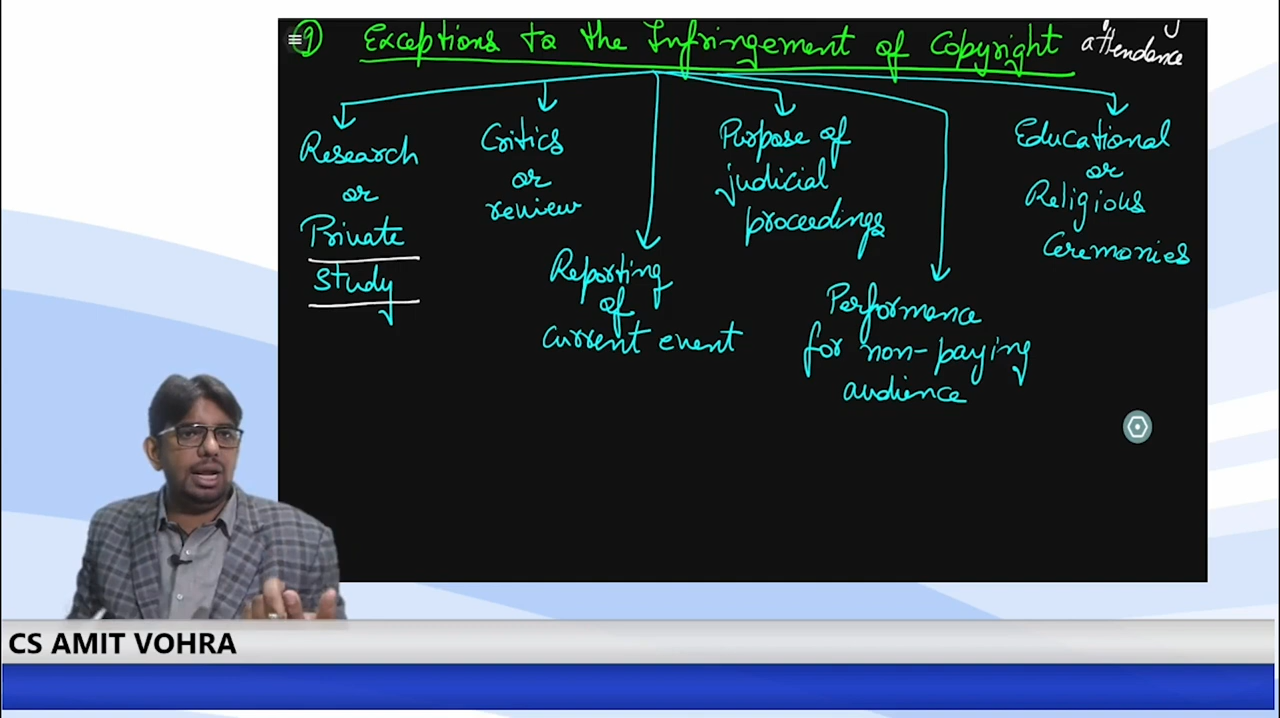 9 Exceptions to the Infringement of Copyright
attendance
Research
or
Private
study
Critics
or
review
Reporting
of
current event
Purpose of
judicial
proceedings
Performance
for non-paying
audience
Educational
or
Religious
Ceremonies
CS AMIT VOHRA